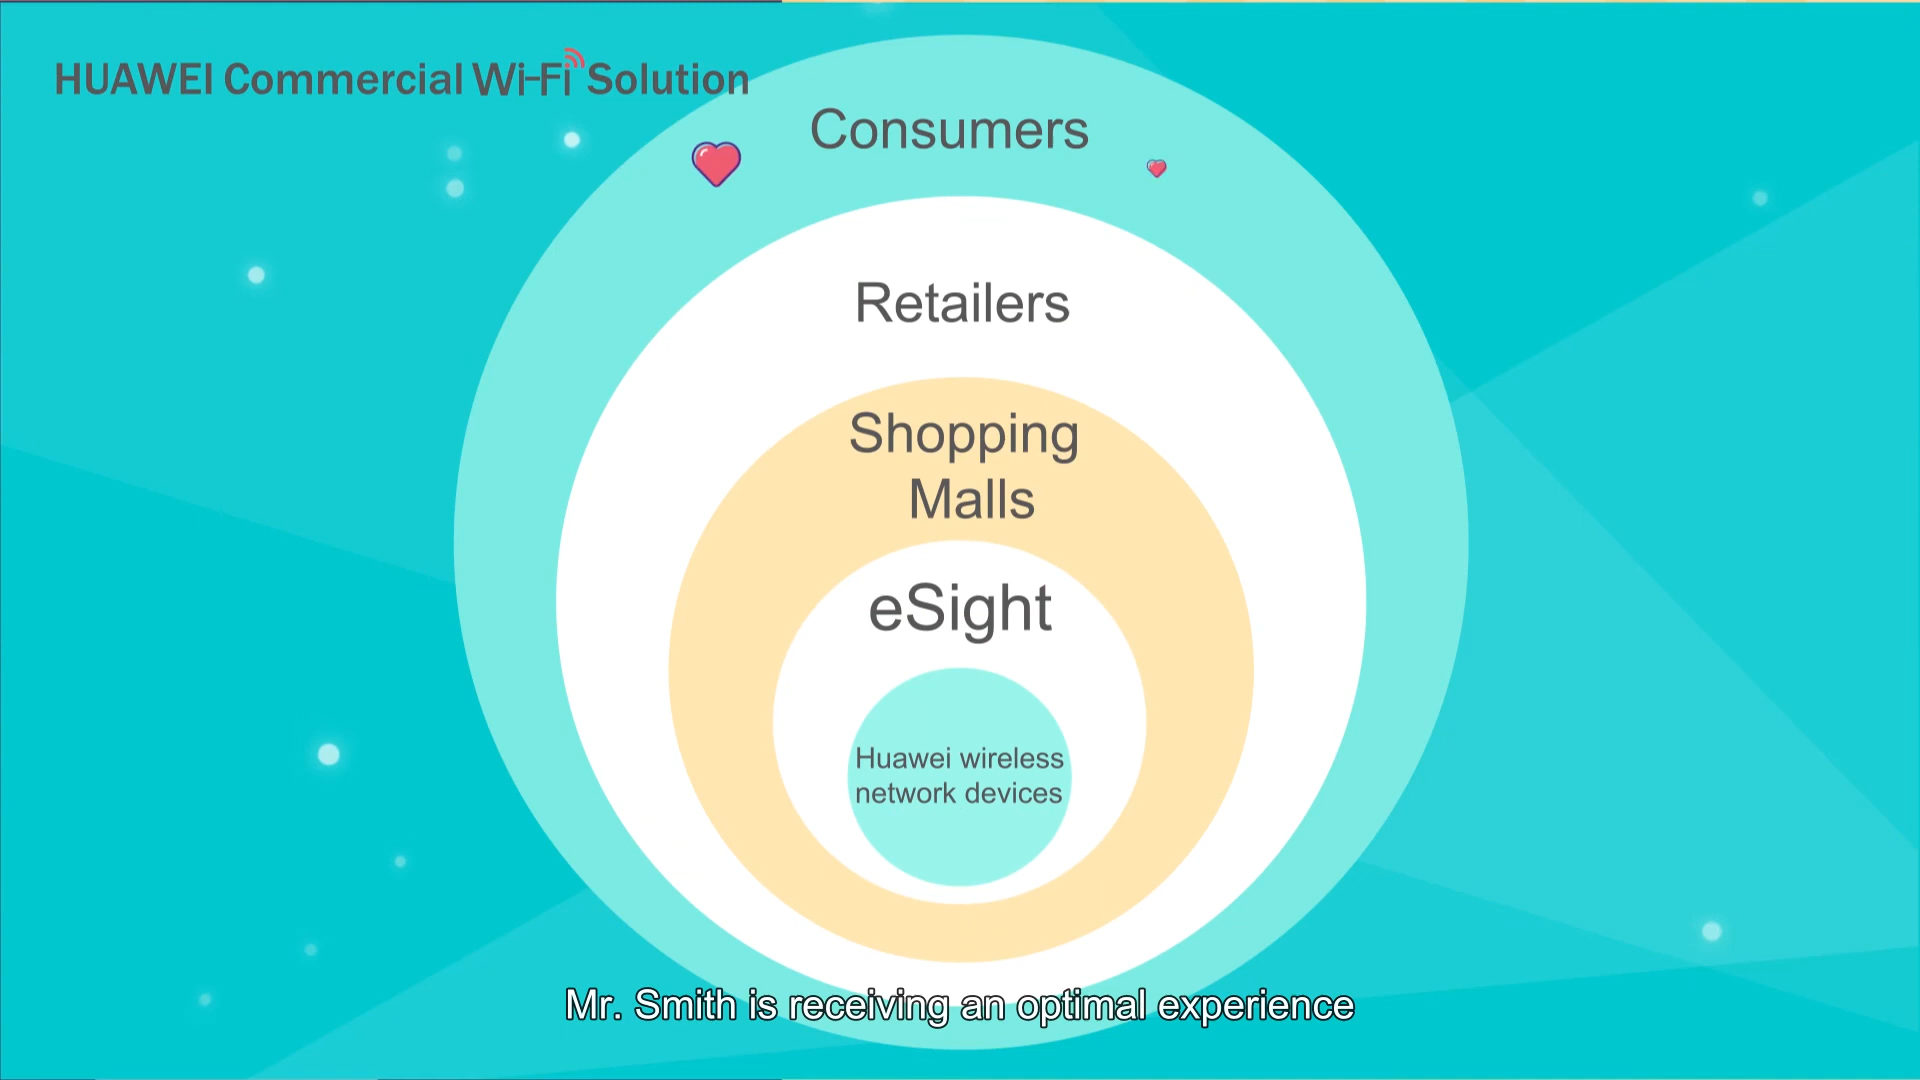 HUAWEI Commercial Wi-Fi Solution
Consumers
Retailers
Shopping
Malls
eSight
Huawei wireless
network devices
Mr. Smith is receiving an optimal experience